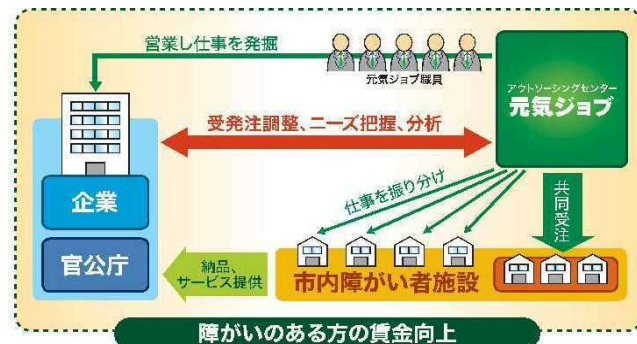 営業し仕事を発掘
元気ジョブ職員
アウトソーシングセンター
元気ジョブ
受発注調整、ニーズ把握、分析
企業
官公庁
仕事を振り分け
共同受注
納品、
サービス提供
市内障がい者施設
障がいのある方の賃金向上